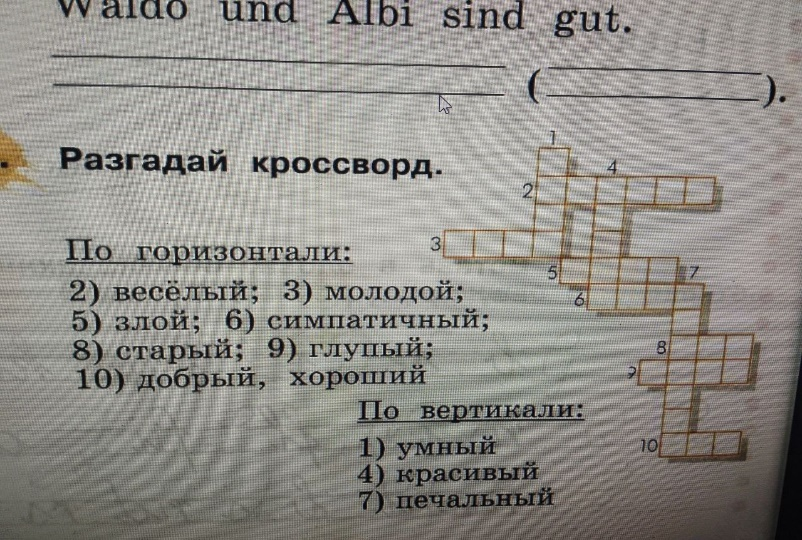 Waldo und Albi sind gut.
( ).
Разгадай кроссворд.
1
4
2
По горизонтали:
3
2) весёлый; 3) молодой;
5
7
6
5) злой; 6) симпатичный;
8) старый; 9) глупый;
8
10) добрый, хороший
По вертикали:
1) умный
10
4) красивый
7) печальный